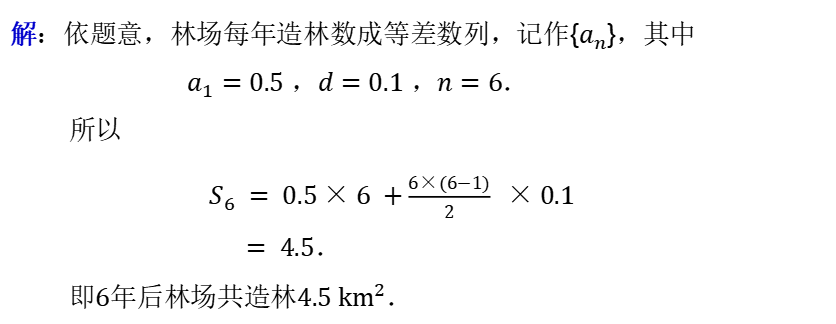 解：依题意，林场每年造林数成等差数列，记作{aₙ}，其中
a₁ = 0.5 ，d = 0.1 ，n = 6.
所以
S₆ = 0.5 × 6 + \frac{6×(6−1)}{2} × 0.1
= 4.5.
即6年后林场共造林4.5 km².